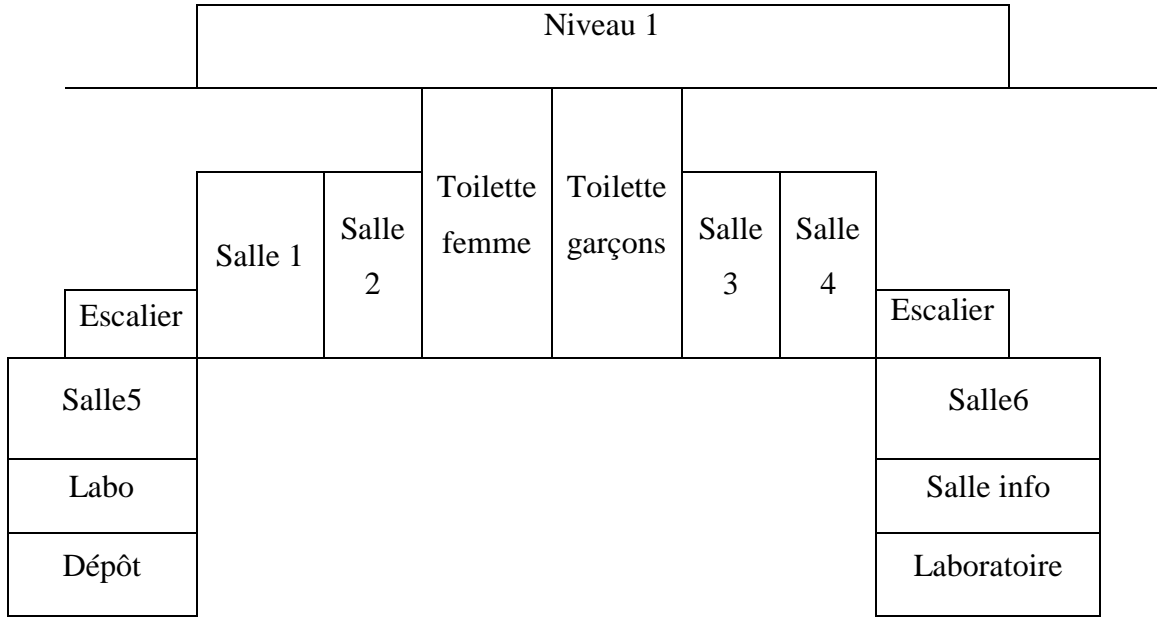 Niveau 1
Salle 1
Salle
2
Toilette
femme
Toilette
garçons
Salle
3
Salle
4
Escalier
Escalier
Salle5
Salle6
Labo
Salle info
Dépôt
Laboratoire